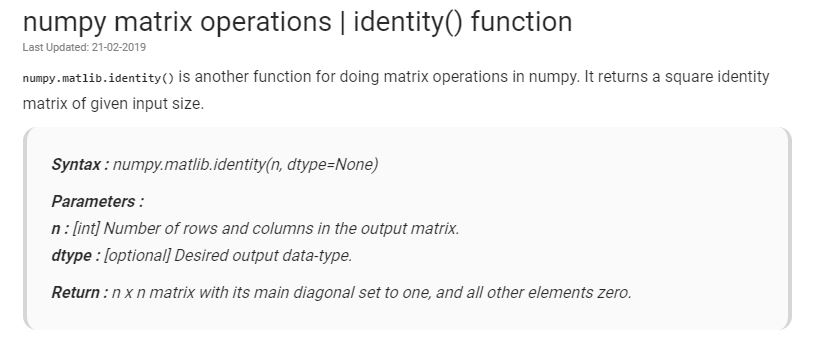 numpy matrix operations | identity() function
Last Updated: 21-02-2019
numpy.matlib.identity() is another function for doing matrix operations in numpy. It returns a square identity
matrix of given input size.
Syntax : numpy.matlib.identity(n, dtype=None)
Parameters :
n : [int] Number of rows and columns in the output matrix.
dtype : [optional] Desired output data-type.
Return : n x n matrix with its main diagonal set to one, and all other elements zero.